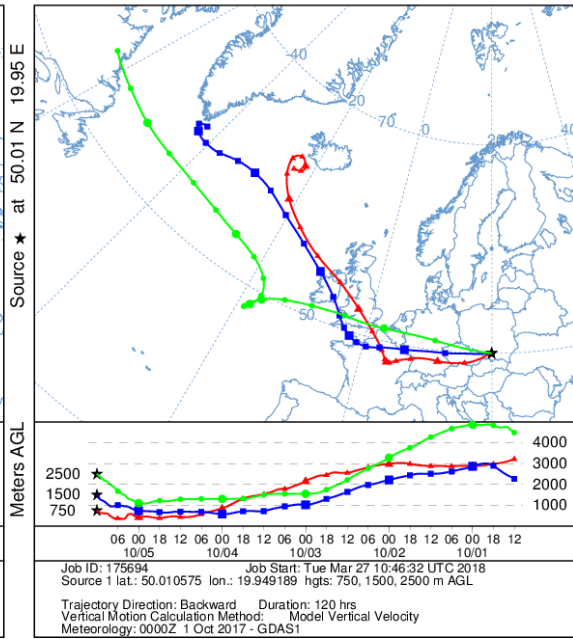 Source ★ at 50.01 N 19.95 E
-40
-20
70
0
20
50
10
20
Meters AGL
4000
3000
2000
1000
2500
1500
750
06 00 18 12 06 00 18 12 06 00 18 12 06 00 18 12 06 00 18 12
10/05 10/04 10/03 10/02 10/01
Job ID: 175694 Job Start: Tue Mar 27 10:46:32 UTC 2018
Source 1 lat.: 50.010575 lon.: 19.949189 hgts: 750, 1500, 2500 m AGL
Trajectory Direction: Backward Duration: 120 hrs
Vertical Motion Calculation Method: Model Vertical Velocity
Meteorology: 0000Z 1 Oct 2017 - GDAS1